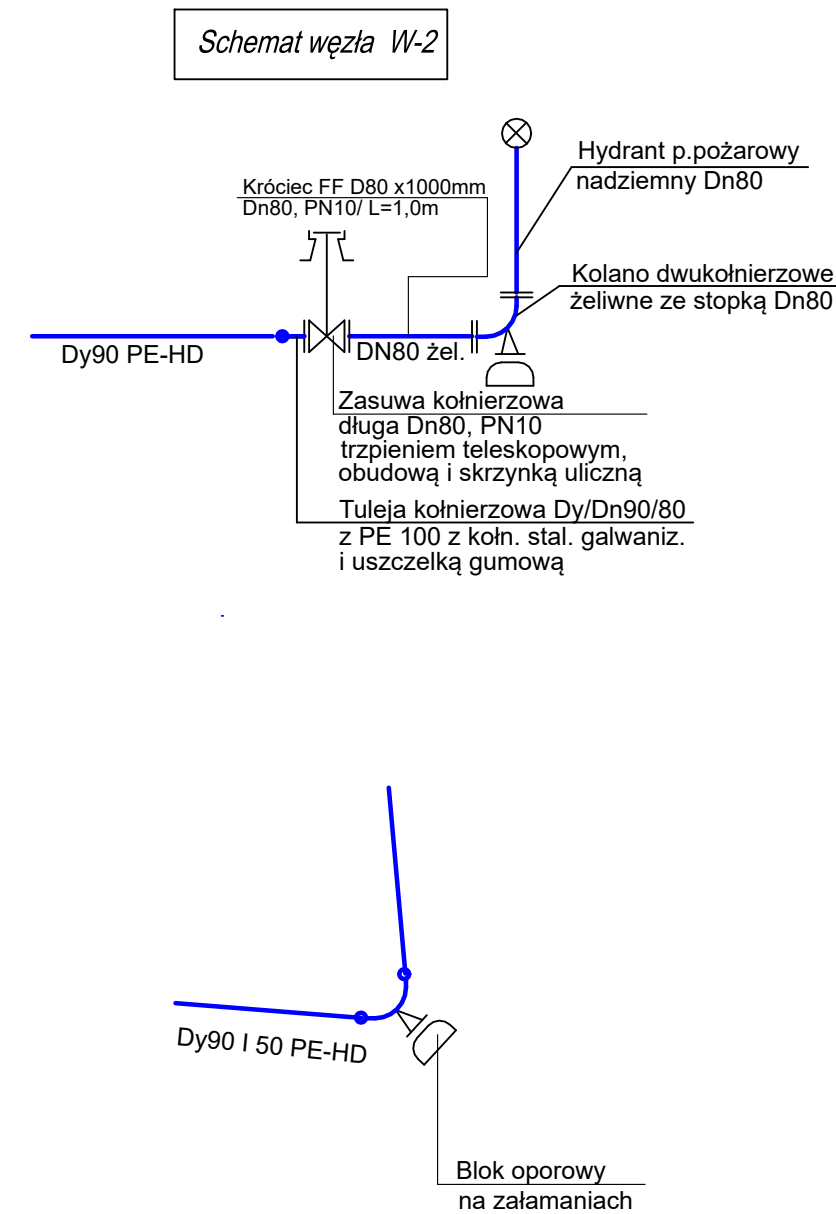 Schemat węzła W-2
Hydrant p.pożarowy
nadziemny Dn80
Króciec FF D80 x1000mm
Dn80, PN10/ L=1,0m
Kolano dwukołnierzowe
żeliwne ze stopką Dn80
Dy90 PE-HD
DN80 żel.
Zasuwa kołnierzowa
długa Dn80, PN10
trzpieniem teleskopowym,
obudową i skrzynką uliczną
Tuleja kołnierzowa Dy/Dn90/80
z PE 100 z kołn. stal. galwaniz.
i uszczelką gumową
Dy90 I 50 PE-HD
Blok oporowy
na załamaniach